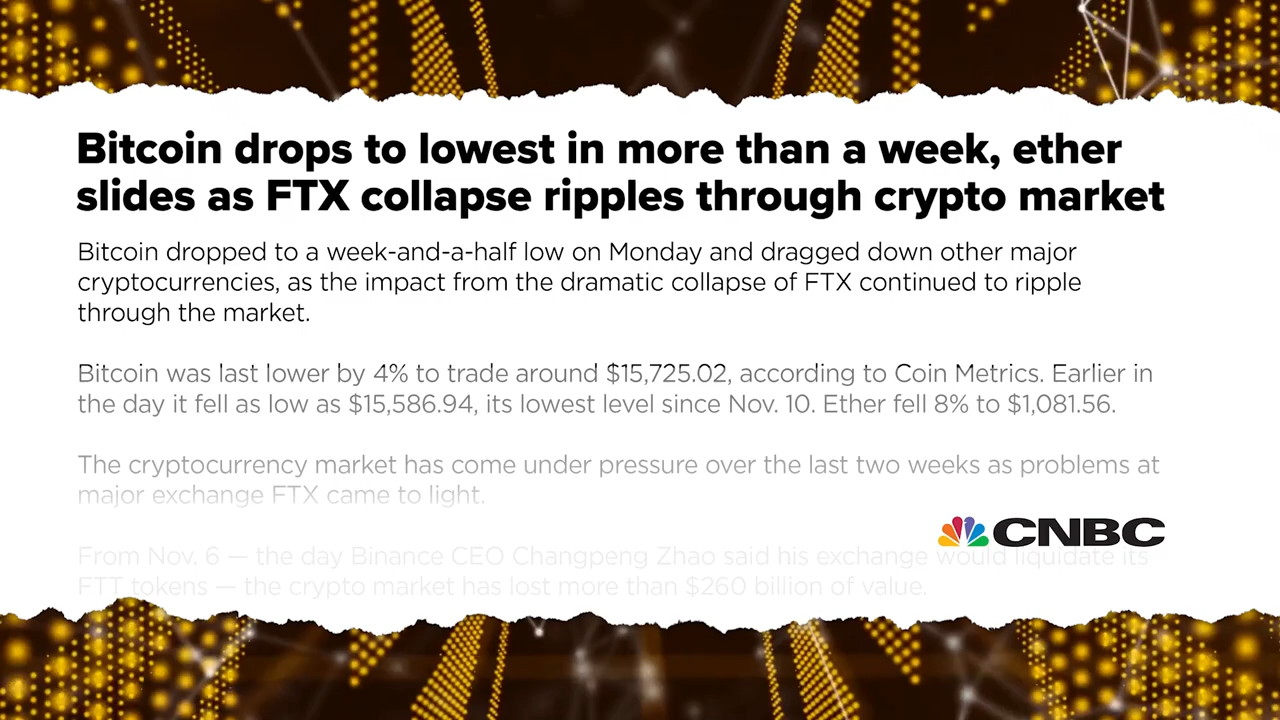 Bitcoin drops to lowest in more than a week, ether
slides as FTX collapse ripples through crypto market
Bitcoin dropped to a week-and-a-half low on Monday and dragged down other major
cryptocurrencies, as the impact from the dramatic collapse of FTX continued to ripple
through the market.
Bitcoin was last lower by 4% to trade around $15,725.02, according to Coin Metrics. Earlier in
the day it fell as low as $15,586.94, its lowest level since Nov. 10. Ether fell 8% to $1,081.56.
The cryptocurrency market has come under pressure over the last two weeks as problems at
major exchange FTX came to light.
CNBC
From Nov. 6 — the day Binance CEO Changpeng Zhao said his exchange would liquidate its
FTT tokens — the crypto market has lost more than $260 billion of value.